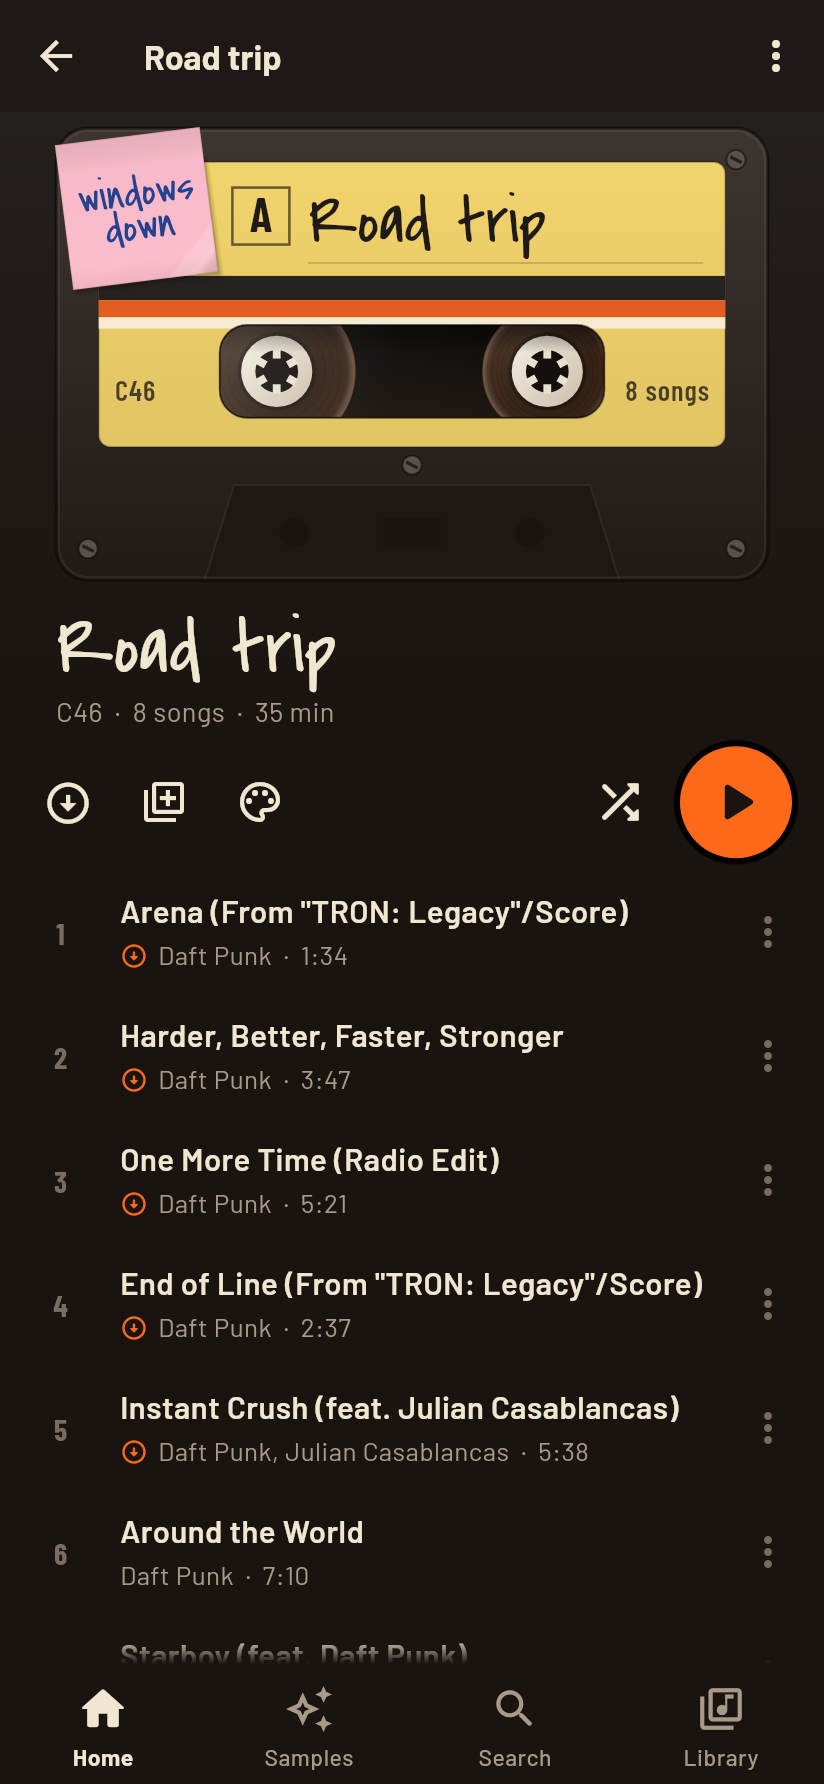 Road trip
windows
down
A
Road trip
C46
8 songs
Road trip
C46 · 8 songs · 35 min
1
Arena (From "TRON: Legacy"/Score)
Daft Punk · 1:34
2
Harder, Better, Faster, Stronger
Daft Punk · 3:47
3
One More Time (Radio Edit)
Daft Punk · 5:21
4
End of Line (From "TRON: Legacy"/Score)
Daft Punk · 2:37
5
Instant Crush (feat. Julian Casablancas)
Daft Punk, Julian Casablancas · 5:38
6
Around the World
Daft Punk · 7:10
Starboy (feat. Daft Punk)
Home
Samples
Search
Library